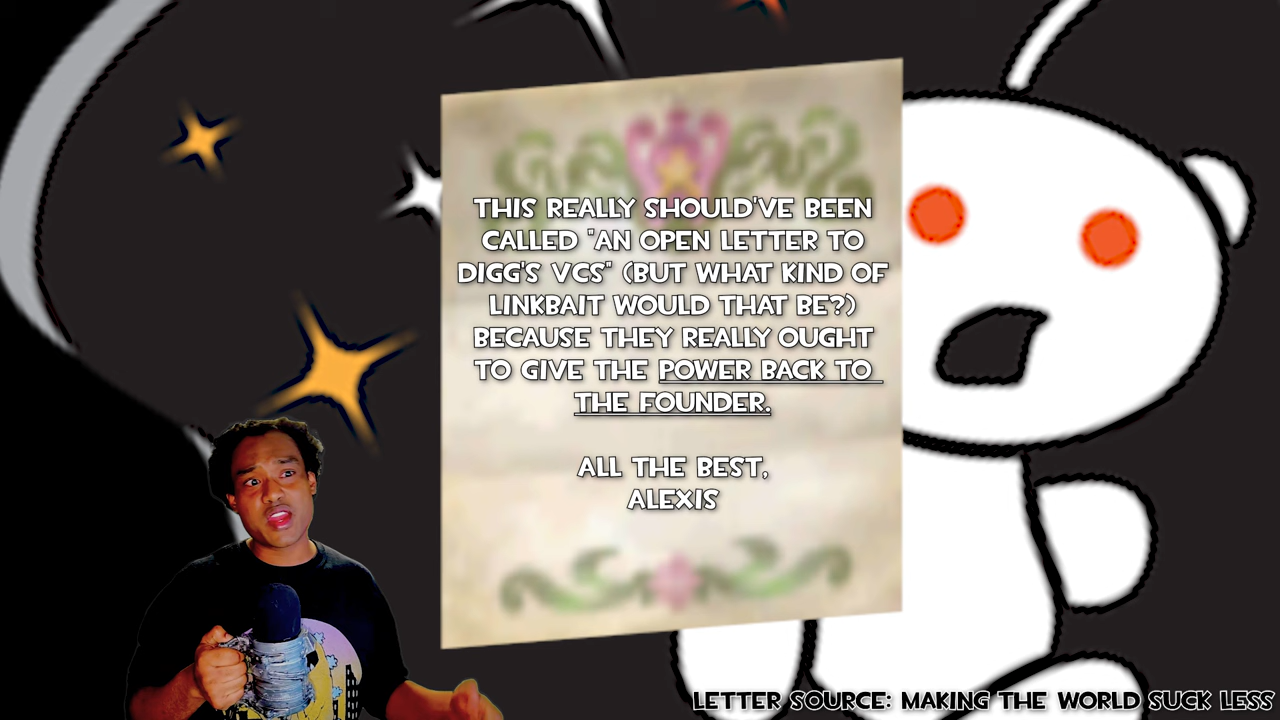 THIS REALLY SHOULD'VE BEEN
CALLED "AN OPEN LETTER TO
DIGG'S VCS" (BUT WHAT KIND OF
LINKBAIT WOULD THAT BE?)
BECAUSE THEY REALLY OUGHT
TO GIVE THE POWER BACK TO
THE FOUNDER.
ALL THE BEST,
ALEXIS
LETTER SOURCE: MAKING THE WORLD SUCK LESS